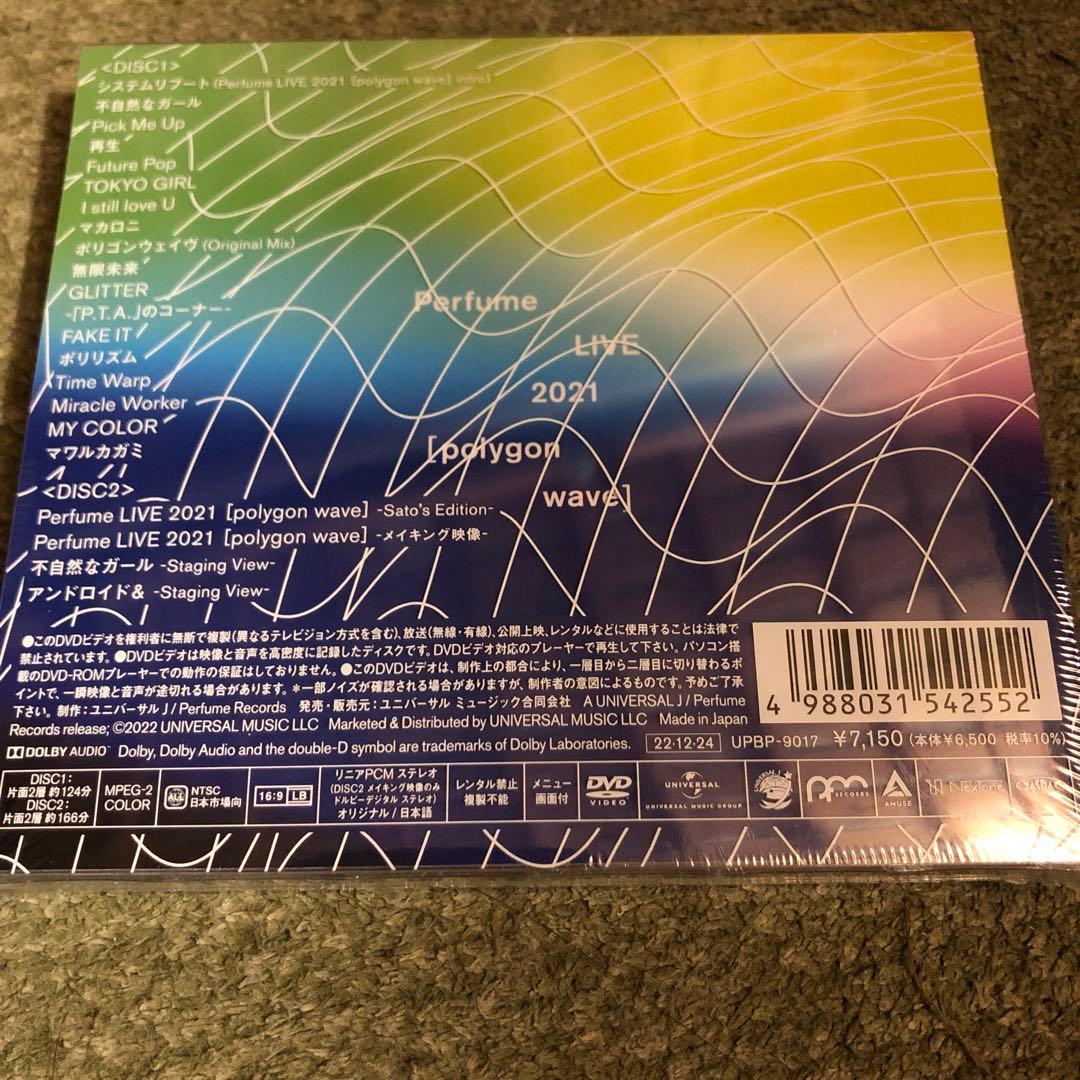 <DISC1>
システムリブート (Perfume LIVE 2021 [polygon wave] intro)
不自然なガール
Pick Me Up
再生
Future Pop
TOKYO GIRL
I still love U
マカロニ
ポリゴンウェイヴ (Original Mix)
無限未来
GLITTER
-「P.T.A.」のコーナー-
FAKE IT
ポリリズム
Time Warp
Miracle Worker
MY COLOR
マワルカガミ
<DISC2>
Perfume LIVE 2021 [polygon wave] -Sato's Edition-
Perfume LIVE 2021 [polygon wave] -メイキング映像-
不自然なガール -Staging View-
アンドロイド& -Staging View-
Perfume
LIVE
2021
[polygon
wave]
●このDVDビデオを権利者に無断で複製(異なるテレビジョン方式を含む)、放送(無線・有線)、公開上映、レンタルなどに使用することは法律で
禁止されています。●DVDビデオは映像と音声を高密度に記録したディスクです。DVDビデオ対応のプレーヤーで再生して下さい。パソコン搭
載のDVD-ROMプレーヤーでの動作の保証はしておりません。●このDVDビデオは、制作上の都合により、一層目から二層目に切り替わるポ
イントで、一瞬映像と音声が途切れる場合があります。*一部ノイズが確認される場合がありますが、制作者の意図によるものです。予めご了承
下さい。制作:ユニバーサルJ/Perfume Records 発売・販売元:ユニバーサル ミュージック合同会社 A UNIVERSAL J / Perfume
Records release; ©2022 UNIVERSAL MUSIC LLC Marketed & Distributed by UNIVERSAL MUSIC LLC Made in Japan
4 988031 542552
DOLBY AUDIO™ Dolby, Dolby Audio and the double-D symbol are trademarks of Dolby Laboratories. 22・12・24 UPBP-9017 ¥7,150 (本体¥6,500 税率10%)
DISC1:
片面2層 約124分
DISC2:
片面2層 約166分
MPEG-2
COLOR
ALL
NTSC
日本市場向
16:9 LB
リニアPCM ステレオ
(DISC2 メイキング映像のみ
ドルビーデジタル ステレオ)
オリジナル / 日本語
レンタル禁止
複製不能
メニュー
画面付
DVD
VIDEO
UNIVERSAL
UNIVERSAL MUSIC GROUP
pfm
RECORDS
AMUSE
NexTone